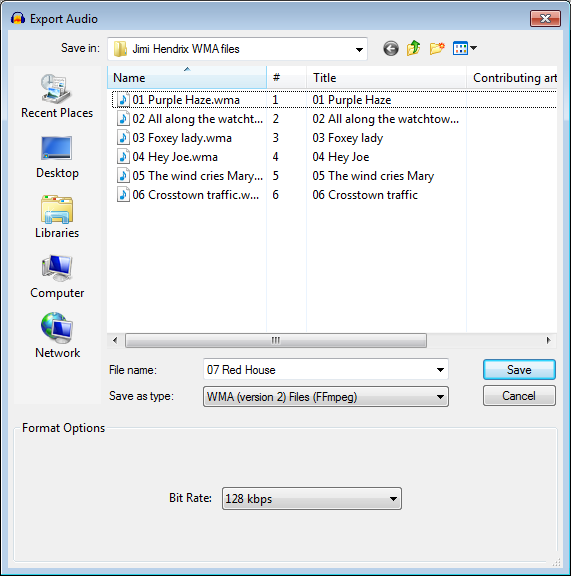 Export Audio
Save in: Jimi Hendrix WMA files
Name # Title Contributing art
01 Purple Haze.wma 1 01 Purple Haze
02 All along the watcht... 2 02 All along the watchtow...
03 Foxey lady.wma 3 03 Foxey lady
04 Hey Joe.wma 4 04 Hey Joe
05 The wind cries Mary... 5 05 The wind cries Mary
06 Crosstown traffic.w... 6 06 Crosstown traffic
Recent Places
Desktop
Libraries
Computer
Network
File name: 07 Red House Save
Save as type: WMA (version 2) Files (FFmpeg) Cancel
Format Options
Bit Rate: 128 kbps